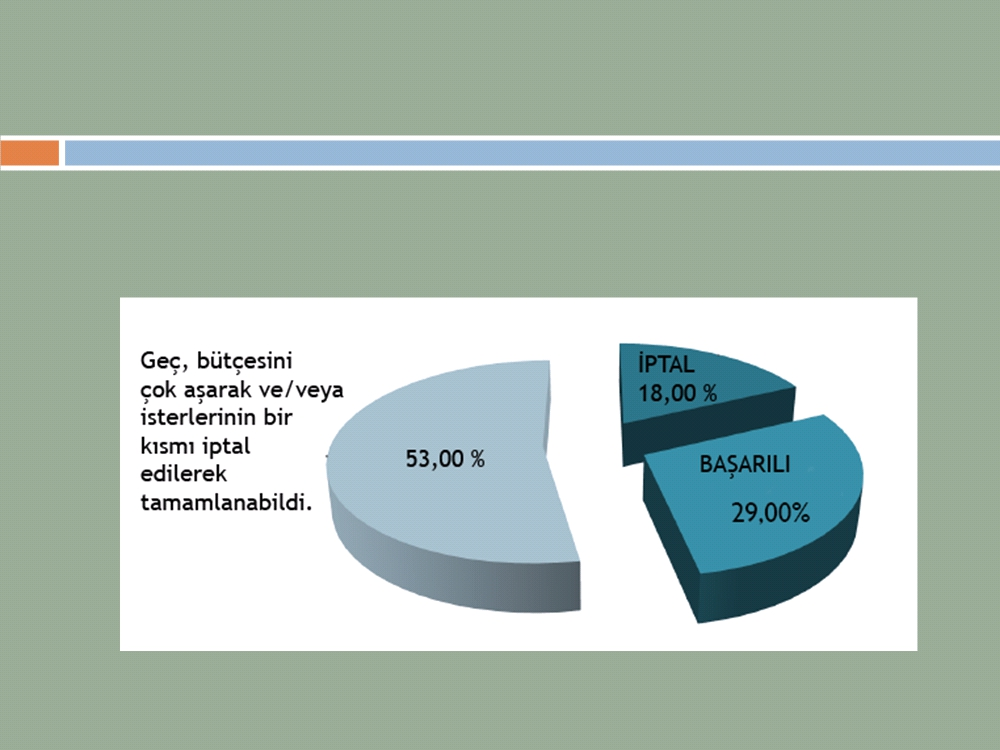 Geç, bütçesini
çok aşarak ve/veya
isterlerinin bir
kısmı iptal
edilerek
tamamlanabildi.
53,00 %
İPTAL
18,00 %
BAŞARILI
29,00%